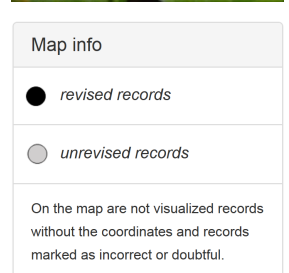 Map info
revised records
unrevised records
On the map are not visualized records
without the coordinates and records
marked as incorrect or doubtful.